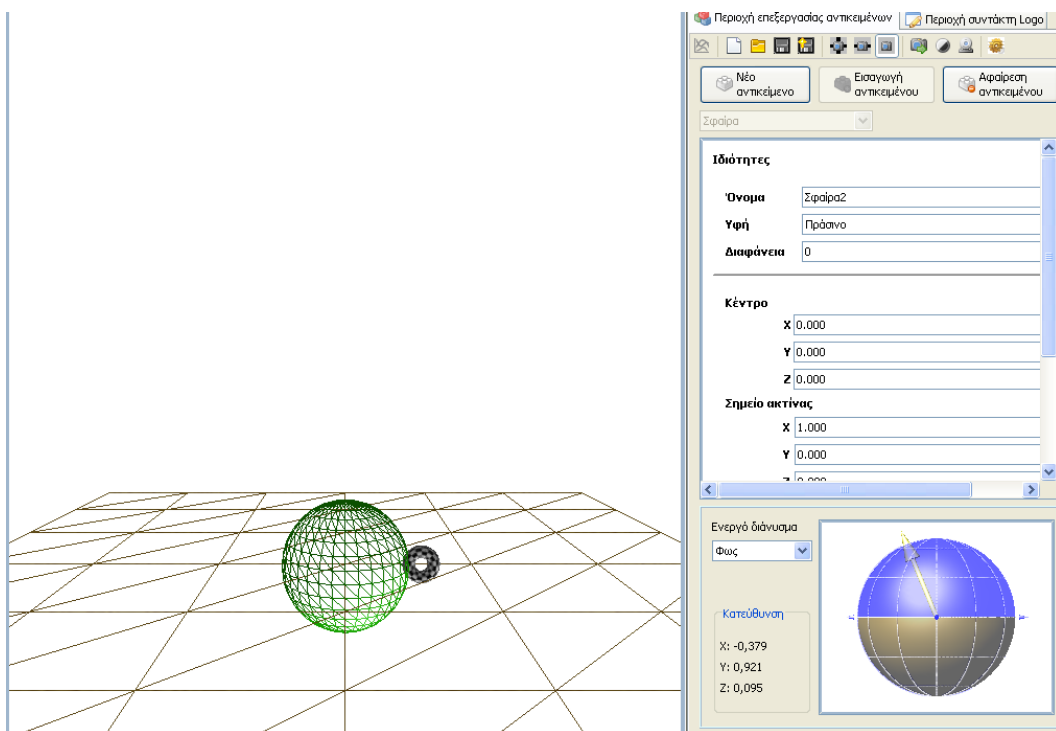 Περιοχή επεξεργασίας αντικειμένων
Περιοχή συντάκτη Logo
Νέο
αντικείμενο
Εισαγωγή
αντικειμένου
Αφαίρεση
αντικειμένου
Σφαίρα
Ιδιότητες
Όνομα Σφαίρα2
Υφή Πράσινο
Διαφάνεια 0
Κέντρο
X 0.000
Y 0.000
Z 0.000
Σημείο ακτίνας
X 1.000
Y 0.000
Z 0.000
Ενεργό διάνυσμα
Φως
Κατεύθυνση
X: -0,379
Y: 0,921
Z: 0,095